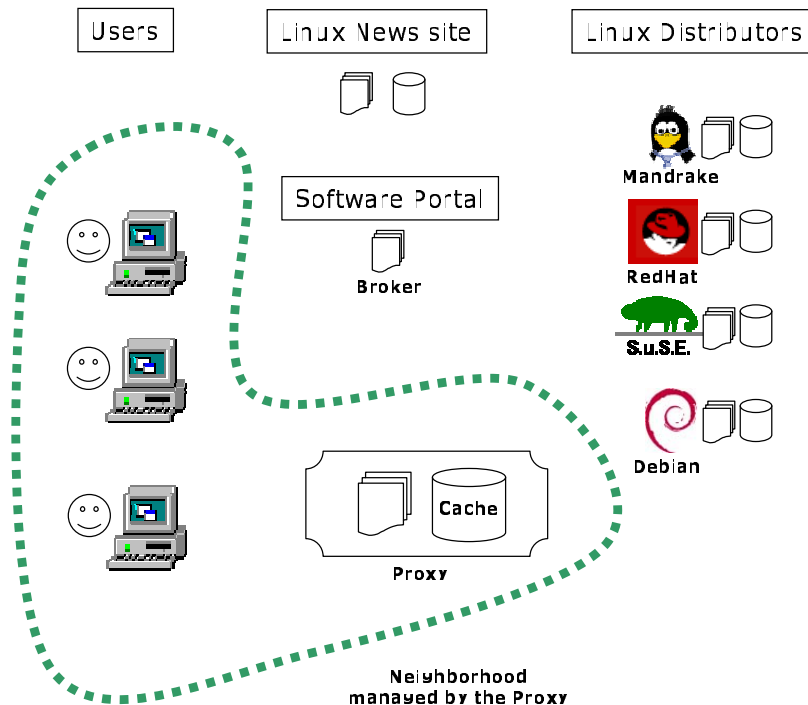 Users
Linux News site
Linux Distributors
Mandrake
Software Portal
Broker
RedHat
S.u.S.E.
Debian
Cache
Proxy
Neighborhood
managed by the Proxy